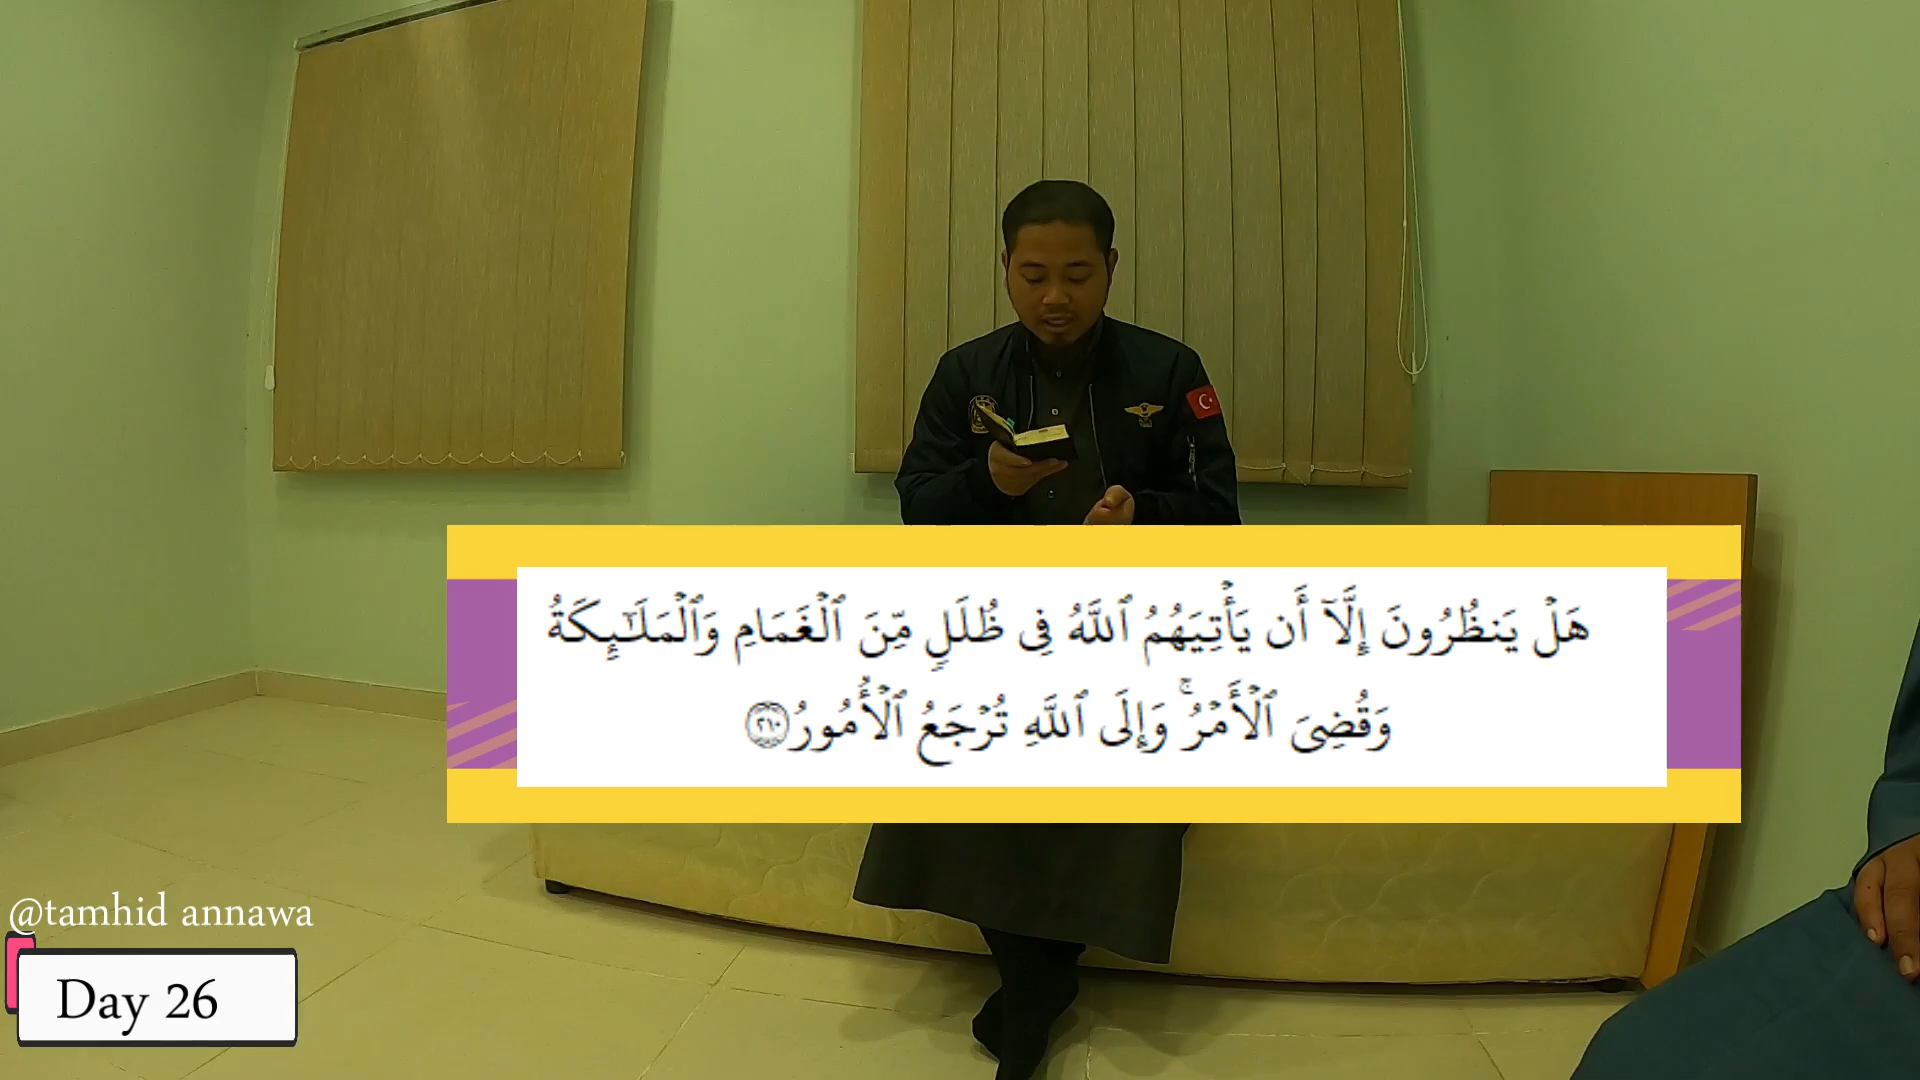 هَلۡ يَنظُرُونَ إِلَّآ أَن يَأۡتِيَهُمُ ٱللَّهُ فِى ظُلَلٖ مِّنَ ٱلۡغَمَامِ وَٱلۡمَلَٰٓئِكَةُ
وَقُضِىَ ٱلۡأَمۡرُۚ وَإِلَى ٱللَّهِ تُرۡجَعُ ٱلۡأُمُورُ ٢١٠
@tamhid annawa
Day 26